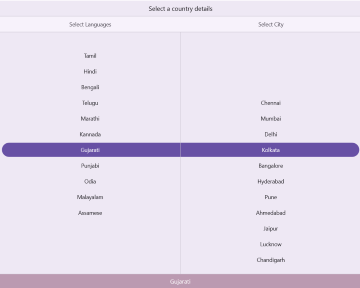 Select a country details
Select Languages
Select City
Tamil
Hindi
Bengali
Telugu
Chennai
Marathi
Mumbai
Kannada
Delhi
Gujarati
Kolkata
Punjabi
Bangalore
Odia
Hyderabad
Malayalam
Pune
Assamese
Ahmedabad
Jaipur
Lucknow
Chandigarh
Gujarati